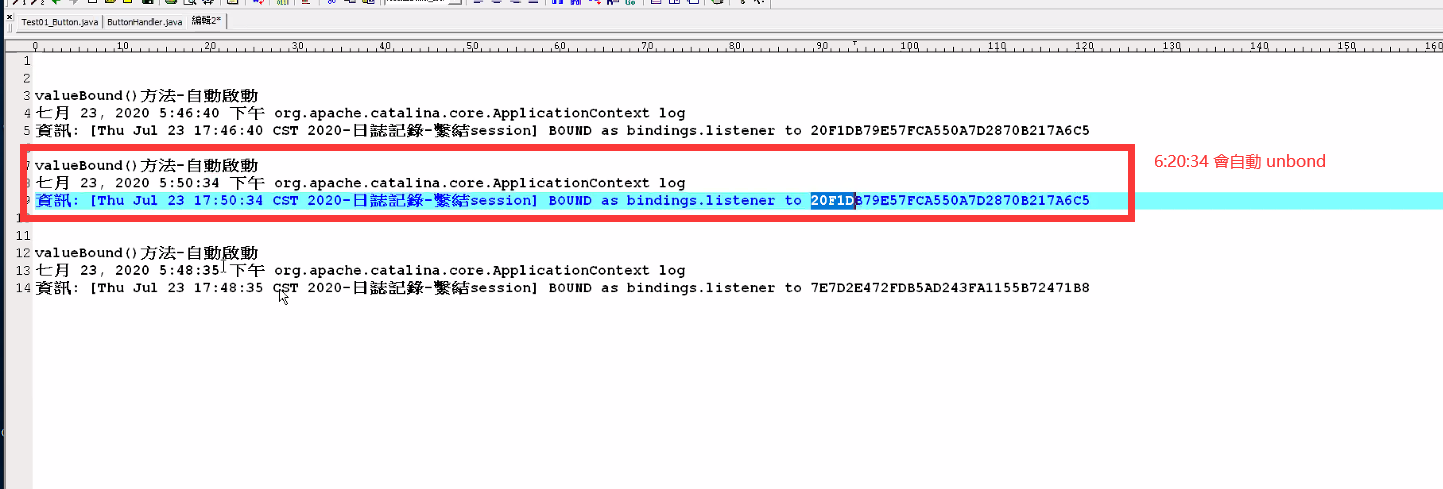 Test01_Button.java ButtonHandler.java 編輯2*
0 10 20 30 40 50 60 70 80 90 100 110 120 130 140 150 160
1
2
3 valueBound()方法-自動啟動
4 七月 23, 2020 5:46:40 下午 org.apache.catalina.core.ApplicationContext log
5 資訊: [Thu Jul 23 17:46:40 CST 2020-日誌記錄-繫結session] BOUND as bindings.listener to 20F1DB79E57FCA550A7D2870B217A6C5
7 valueBound()方法-自動啟動
6:20:34 會自動 unbond
8 七月 23, 2020 5:50:34 下午 org.apache.catalina.core.ApplicationContext log
9 資訊: [Thu Jul 23 17:50:34 CST 2020-日誌記錄-繫結session] BOUND as bindings.listener to 20F1DB79E57FCA550A7D2870B217A6C5
10
11
12 valueBound()方法-自動啟動
13 七月 23, 2020 5:48:35 下午 org.apache.catalina.core.ApplicationContext log
14 資訊: [Thu Jul 23 17:48:35 CST 2020-日誌記錄-繫結session] BOUND as bindings.listener to 7E7D2E472FDB5AD243FA1155B72471B8